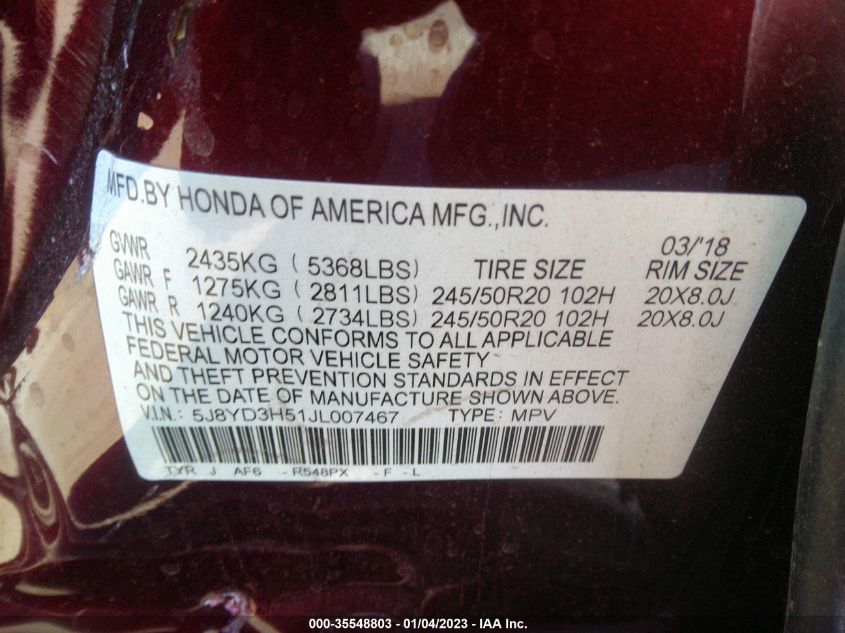 MFD.BY HONDA OF AMERICA MFG.,INC.
03/'18
GVWR 2435KG ( 5368LBS) TIRE SIZE RIM SIZE
GAWR F 1275KG ( 2811LBS) 245/50R20 102H 20X8.0J
GAWR R 1240KG ( 2734LBS) 245/50R20 102H 20X8.0J
THIS VEHICLE CONFORMS TO ALL APPLICABLE
FEDERAL MOTOR VEHICLE SAFETY
AND THEFT PREVENTION STANDARDS IN EFFECT
ON THE DATE OF MANUFACTURE SHOWN ABOVE.
V.I.N.: 5J8YD3H51JL007467 TYPE: MPV
TYR J AF6 -R548PX -F -L
000-35548803 - 01/04/2023 - IAA Inc.